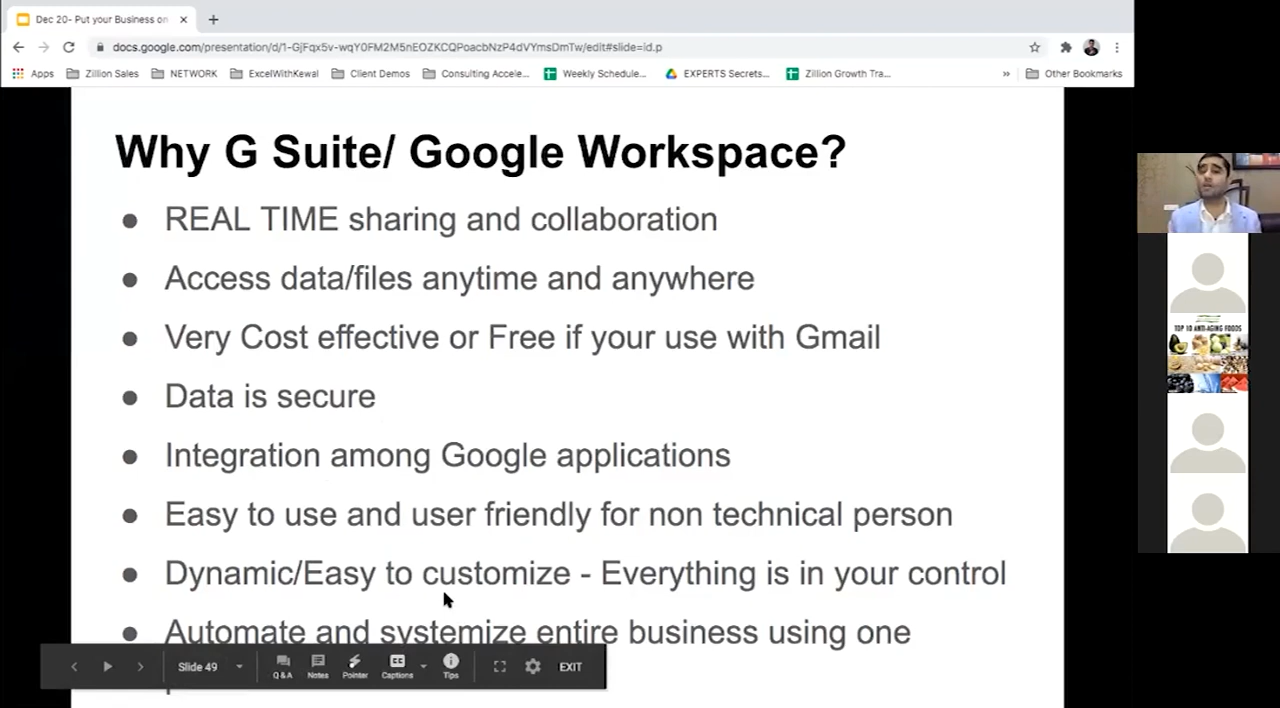 Dec 20- Put your Business on
docs.google.com/presentation/d/1-GjFqx5v-wqY0FM2M5nEOZKCQPoacbNzP4dVYmsDmTw/edit#slide=id.p
Apps Zillion Sales NETWORK ExcelWithKewal Client Demos Consulting Accele... Weekly Schedule... EXPERTS Secrets... Zillion Growth Tra... » Other Bookmarks
Why G Suite/ Google Workspace?
● REAL TIME sharing and collaboration
● Access data/files anytime and anywhere
● Very Cost effective or Free if your use with Gmail
● Data is secure
● Integration among Google applications
● Easy to use and user friendly for non technical person
● Dynamic/Easy to customize - Everything is in your control
● Automate and systemize entire business using one
Slide 49 Q&A Notes Pointer Captions Tips EXIT
TOP 10 ANTI-AGING FOODS